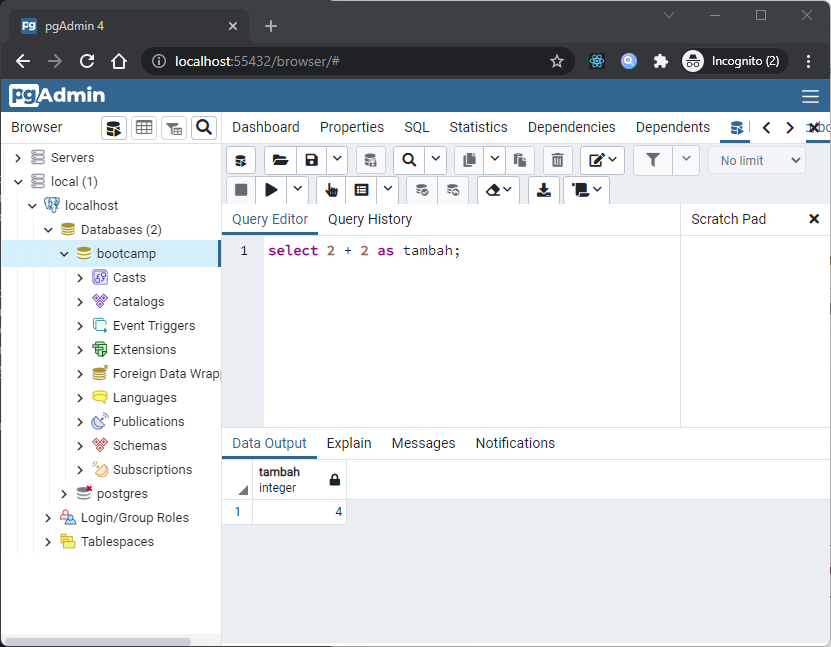 pgAdmin 4
localhost:55432/browser/#
Incognito (2)
pgAdmin
Browser
Dashboard Properties SQL Statistics Dependencies Dependents
Servers
local (1)
localhost
Databases (2)
bootcamp
Casts
Catalogs
Event Triggers
Extensions
Foreign Data Wrap
Languages
Publications
Schemas
Subscriptions
postgres
Login/Group Roles
Tablespaces
No limit
Query Editor Query History
Scratch Pad
1 select 2 + 2 as tambah;
Data Output Explain Messages Notifications
tambah
integer
1 4